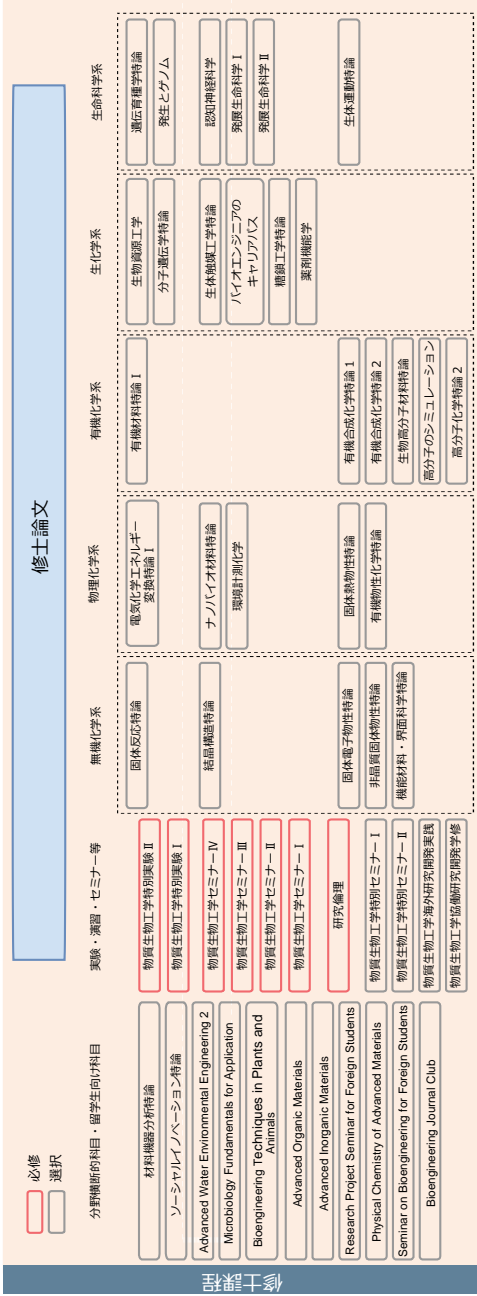 修士課程
必修
選択
修士論文
分野横断的科目・留学生向け科目
材料機器分析特論
ソーシャルイノベーション特論
Advanced Water Environmental Engineering 2
Microbiology Fundamentals for Application
Bioengineering Techniques in Plants and
Animals
Advanced Organic Materials
Advanced Inorganic Materials
Research Project Seminar for Foreign Students
Physical Chemistry of Advanced Materials
Seminar on Bioengineering for Foreign Students
Bioengineering Journal Club
実験・演習・セミナー等
物質生物工学特別実験Ⅱ
物質生物工学特別実験Ⅰ
物質生物工学セミナーⅣ
物質生物工学セミナーⅢ
物質生物工学セミナーⅡ
物質生物工学セミナーⅠ
研究倫理
物質生物工学特別セミナーⅠ
物質生物工学特別セミナーⅡ
物質生物工学海外研究開発実践
物質生物工学協働研究開発学修
無機化学系
固体反応特論
結晶構造特論
固体電子物性特論
非晶質固体物性特論
機能材料・界面科学特論
物理化学系
電気化学エネルギー
変換特論Ⅰ
ナノバイオ材料特論
環境計測化学
固体熱物性特論
有機物性化学特論
有機化学系
有機材料特論Ⅰ
有機合成化学特論1
有機合成化学特論2
生物高分子材料特論
高分子のシミュレーション
高分子化学特論2
生化学系
生物資源工学
分子遺伝学特論
生体触媒工学特論
バイオエンジニアの
キャリアパス
糖鎖工学特論
薬剤機能学
生命科学系
遺伝育種学特論
発生とゲノム
認知神経科学
発展生命科学Ⅰ
発展生命科学Ⅱ
生体運動特論